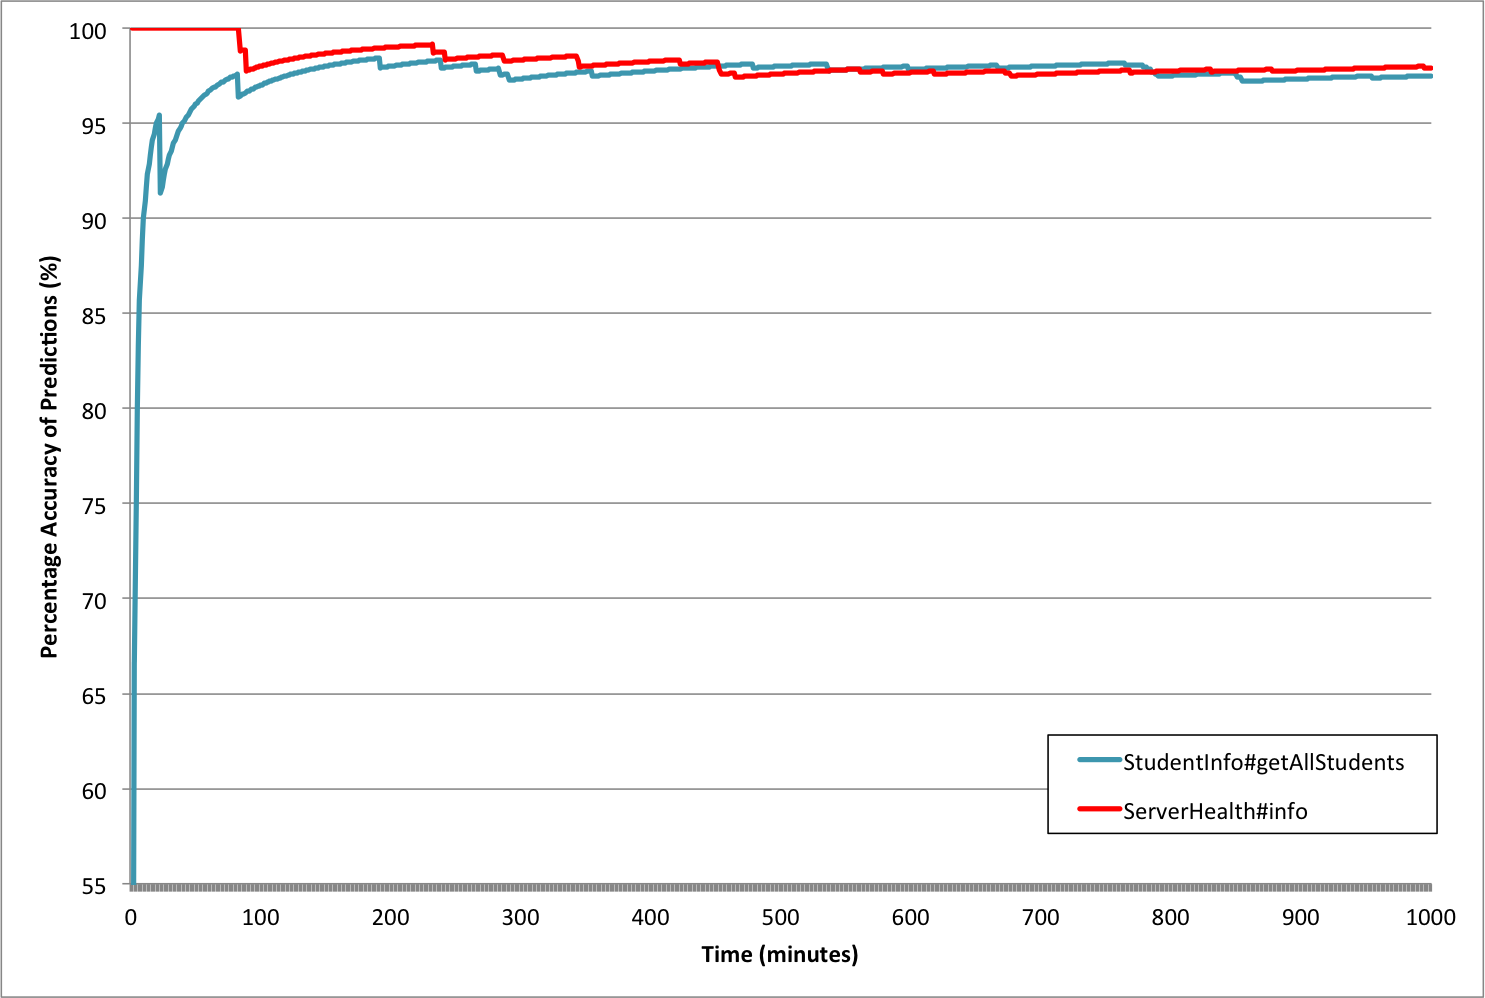 100
95
90
85
80
75
70
65
60
55
Percentage Accuracy of Predictions (%)
StudentInfo#getAllStudents
ServerHealth#info
0 100 200 300 400 500 600 700 800 900 1000
Time (minutes)